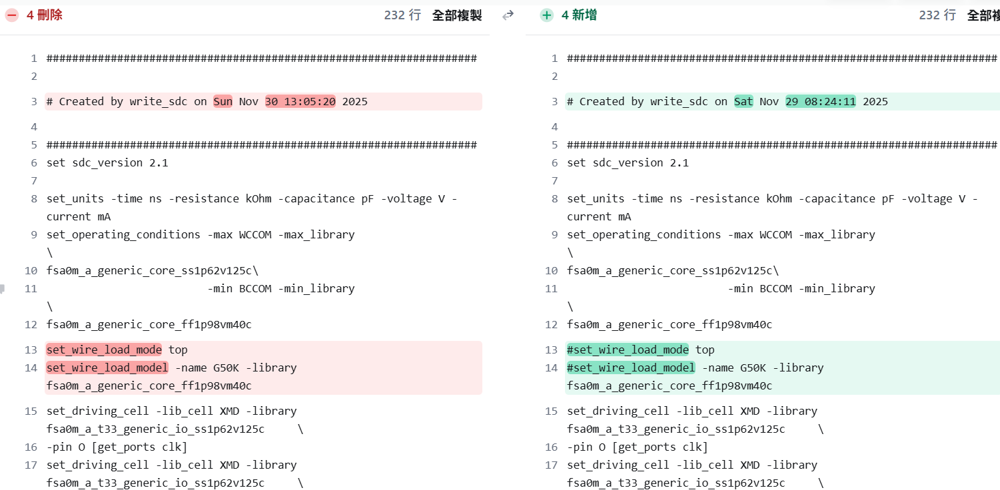 4 刪除 232 行 全部複製
1 ###################################################################
2
3 # Created by write_sdc on Sun Nov 30 13:05:20 2025
4
5 ###################################################################
6 set sdc_version 2.1
7
8 set_units -time ns -resistance kOhm -capacitance pF -voltage V -
current mA
9 set_operating_conditions -max WCCOM -max_library
\
10 fsa0m_a_generic_core_ss1p62v125c\
11 -min BCCOM -min_library
\
12 fsa0m_a_generic_core_ff1p98vm40c
13 set_wire_load_mode top
14 set_wire_load_model -name G50K -library
fsa0m_a_generic_core_ff1p98vm40c
15 set_driving_cell -lib_cell XMD -library
fsa0m_a_t33_generic_io_ss1p62v125c \
16 -pin O [get_ports clk]
17 set_driving_cell -lib_cell XMD -library
fsa0m_a_t33_generic_io_ss1p62v125c \
4 新增 232 行 全部
1 ###################################################################
2
3 # Created by write_sdc on Sat Nov 29 08:24:11 2025
4
5 ###################################################################
6 set sdc_version 2.1
7
8 set_units -time ns -resistance kOhm -capacitance pF -voltage V -
current mA
9 set_operating_conditions -max WCCOM -max_library
\
10 fsa0m_a_generic_core_ss1p62v125c\
11 -min BCCOM -min_library
\
12 fsa0m_a_generic_core_ff1p98vm40c
13 #set_wire_load_mode top
14 #set_wire_load_model -name G50K -library
fsa0m_a_generic_core_ff1p98vm40c
15 set_driving_cell -lib_cell XMD -library
fsa0m_a_t33_generic_io_ss1p62v125c \
16 -pin O [get_ports clk]
17 set_driving_cell -lib_cell XMD -library
fsa0m_a_t33_generic_io_ss1p62v125c \